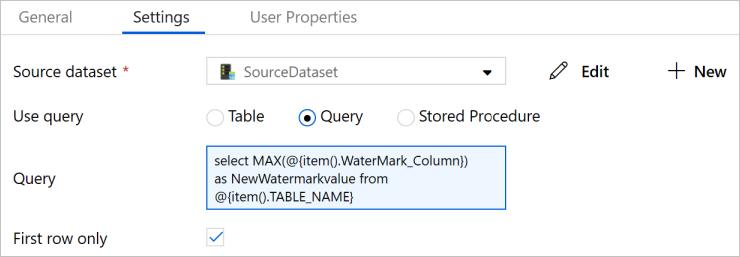 General Settings User Properties
Source dataset * SourceDataset Edit New
Use query Table Query Stored Procedure
Query
select MAX(@{item().WaterMark_Column})
as NewWatermarkvalue from
@{item().TABLE_NAME}
First row only